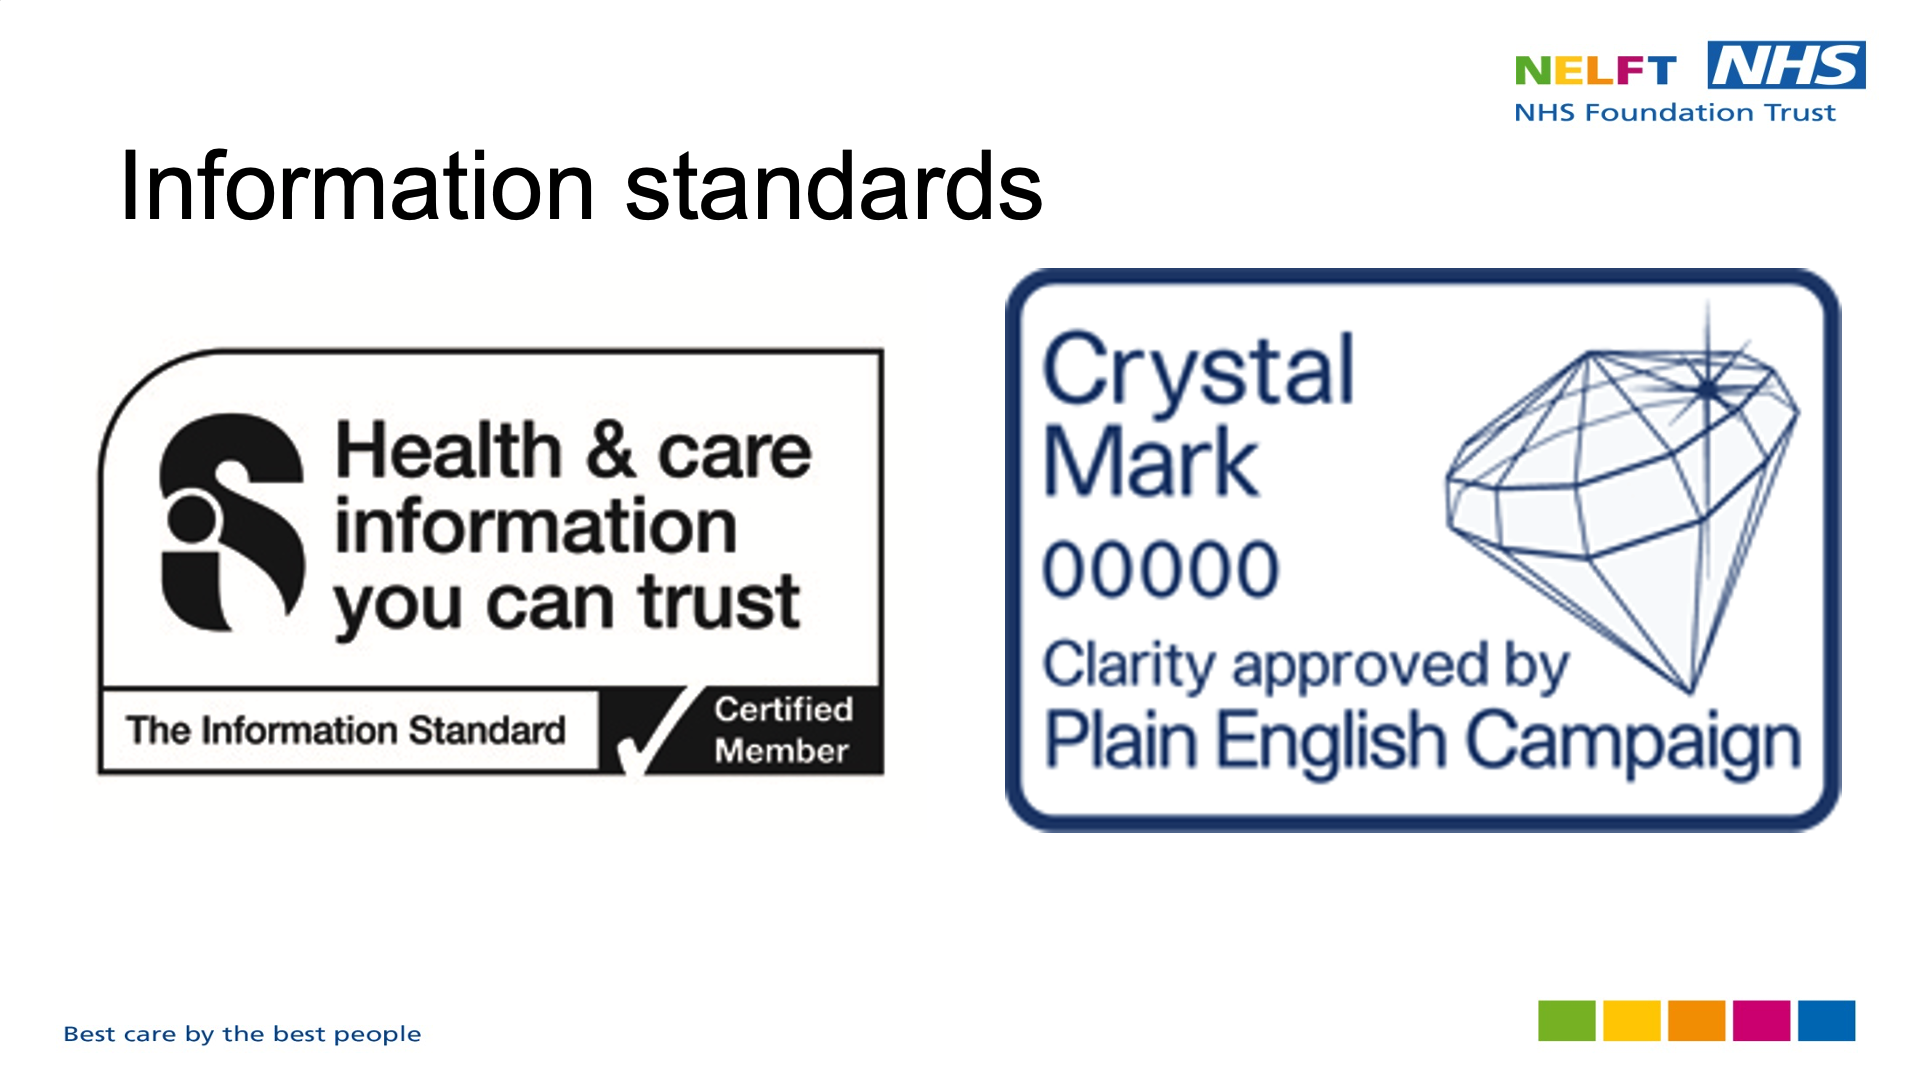 NELFT NHS
NHS Foundation Trust
Information standards
Health & care
information
you can trust
The Information Standard
Certified
Member
Crystal
Mark
00000
Clarity approved by
Plain English Campaign
Best care by the best people